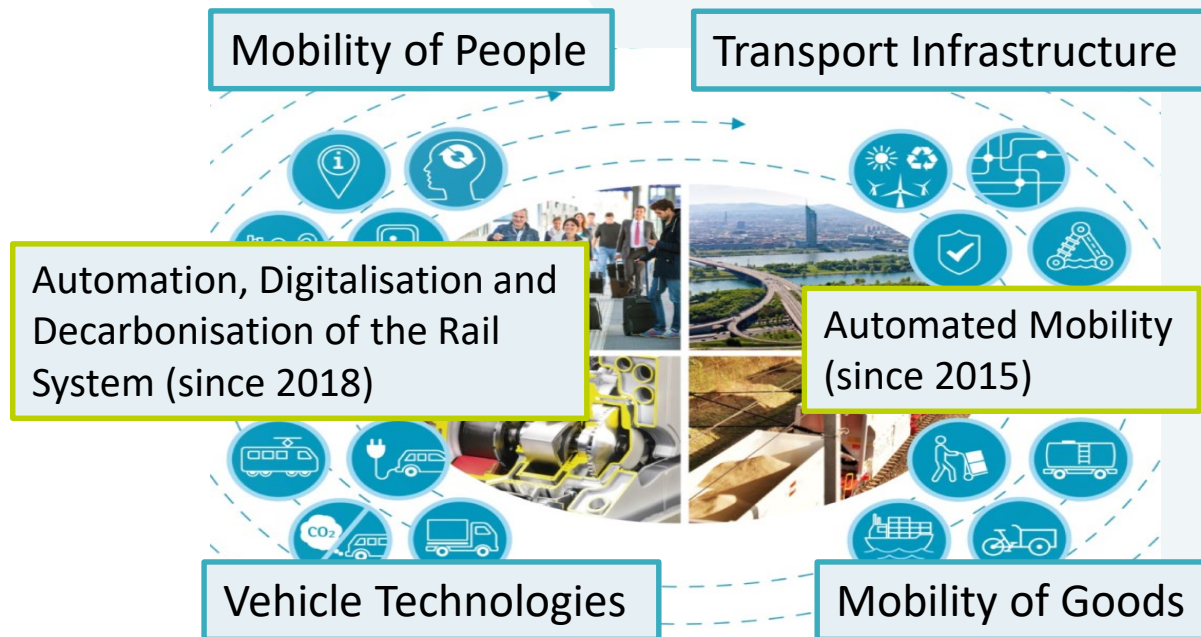 Mobility of People
Transport Infrastructure
i
Automation, Digitalisation and
Decarbonisation of the Rail
System (since 2018)
Automated Mobility
(since 2015)
CO₂
Vehicle Technologies
Mobility of Goods